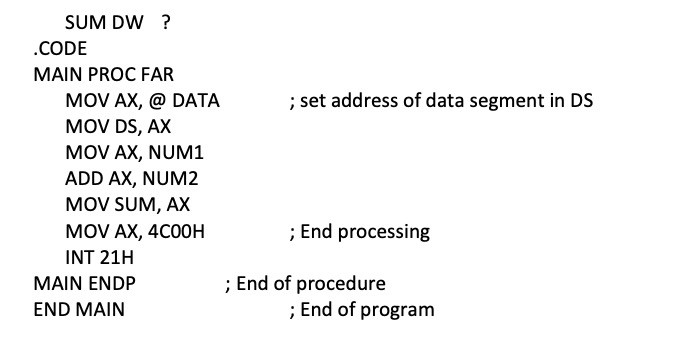 SUM DW ?
.CODE
MAIN PROC FAR
MOV AX, @ DATA ; set address of data segment in DS
MOV DS, AX
MOV AX, NUM1
ADD AX, NUM2
MOV SUM, AX
MOV AX, 4C00H ; End processing
INT 21H
MAIN ENDP ; End of procedure
END MAIN ; End of program